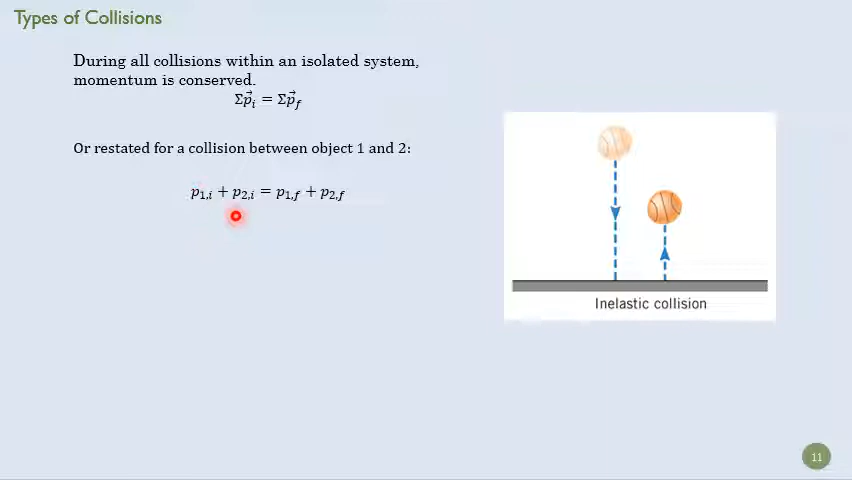 Types of Collisions
During all collisions within an isolated system,
momentum is conserved.
Σp⃗ᵢ = Σp⃗_f
Or restated for a collision between object 1 and 2:
p₁,ᵢ + p₂,ᵢ = p₁,f + p₂,f
Inelastic collision
11